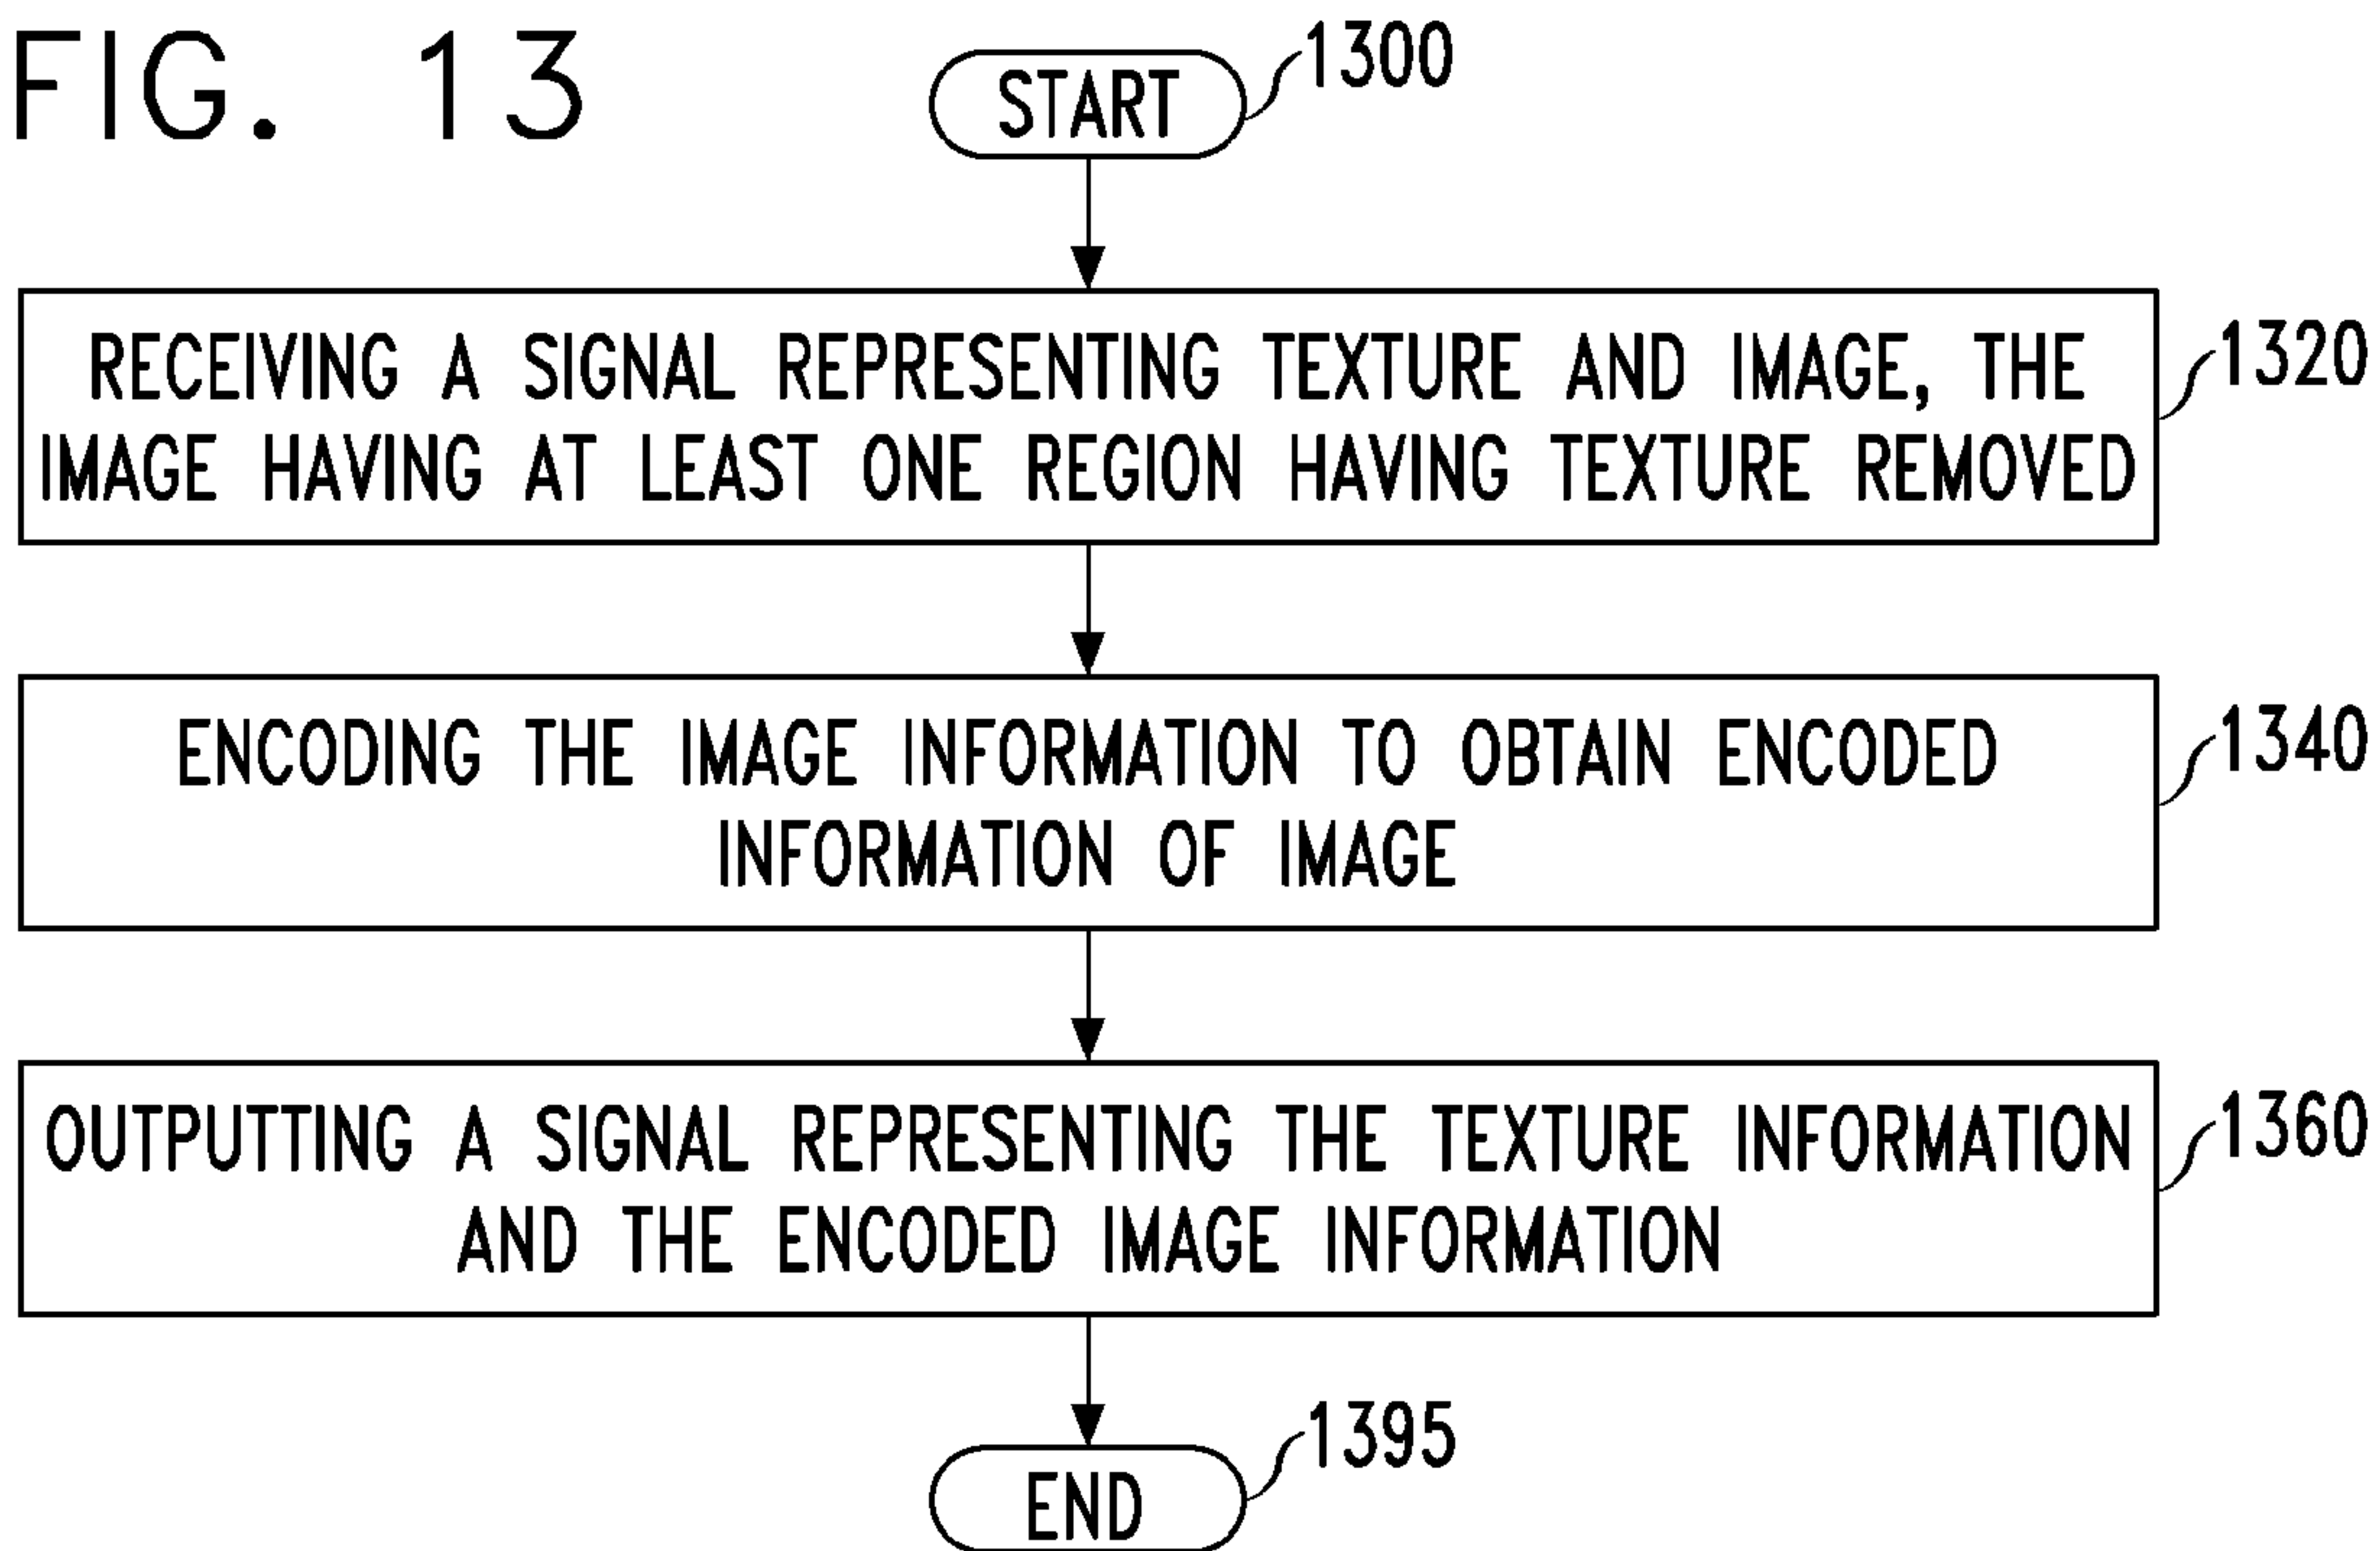 FIG. 13
START
1300
RECEIVING A SIGNAL REPRESENTING TEXTURE AND IMAGE, THE
IMAGE HAVING AT LEAST ONE REGION HAVING TEXTURE REMOVED
1320
ENCODING THE IMAGE INFORMATION TO OBTAIN ENCODED
INFORMATION OF IMAGE
1340
OUTPUTTING A SIGNAL REPRESENTING THE TEXTURE INFORMATION
AND THE ENCODED IMAGE INFORMATION
1360
END
1395